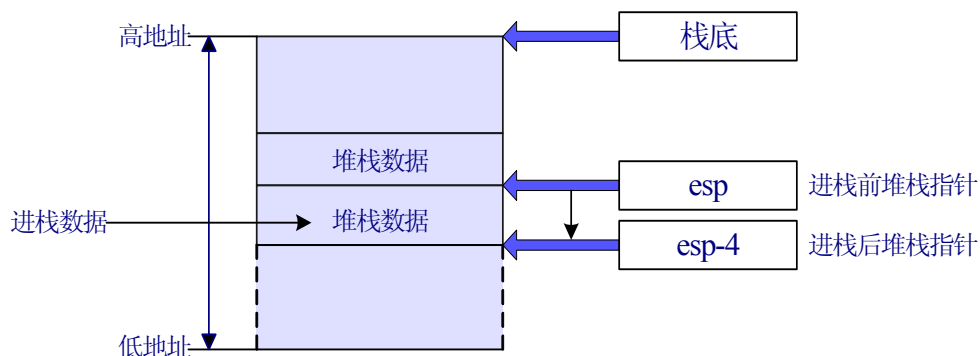 高地址
栈底
堆栈数据
esp
进栈前堆栈指针
进栈数据
堆栈数据
esp-4
进栈后堆栈指针
低地址